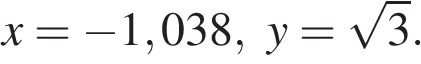 x = −1,038, y = √3.